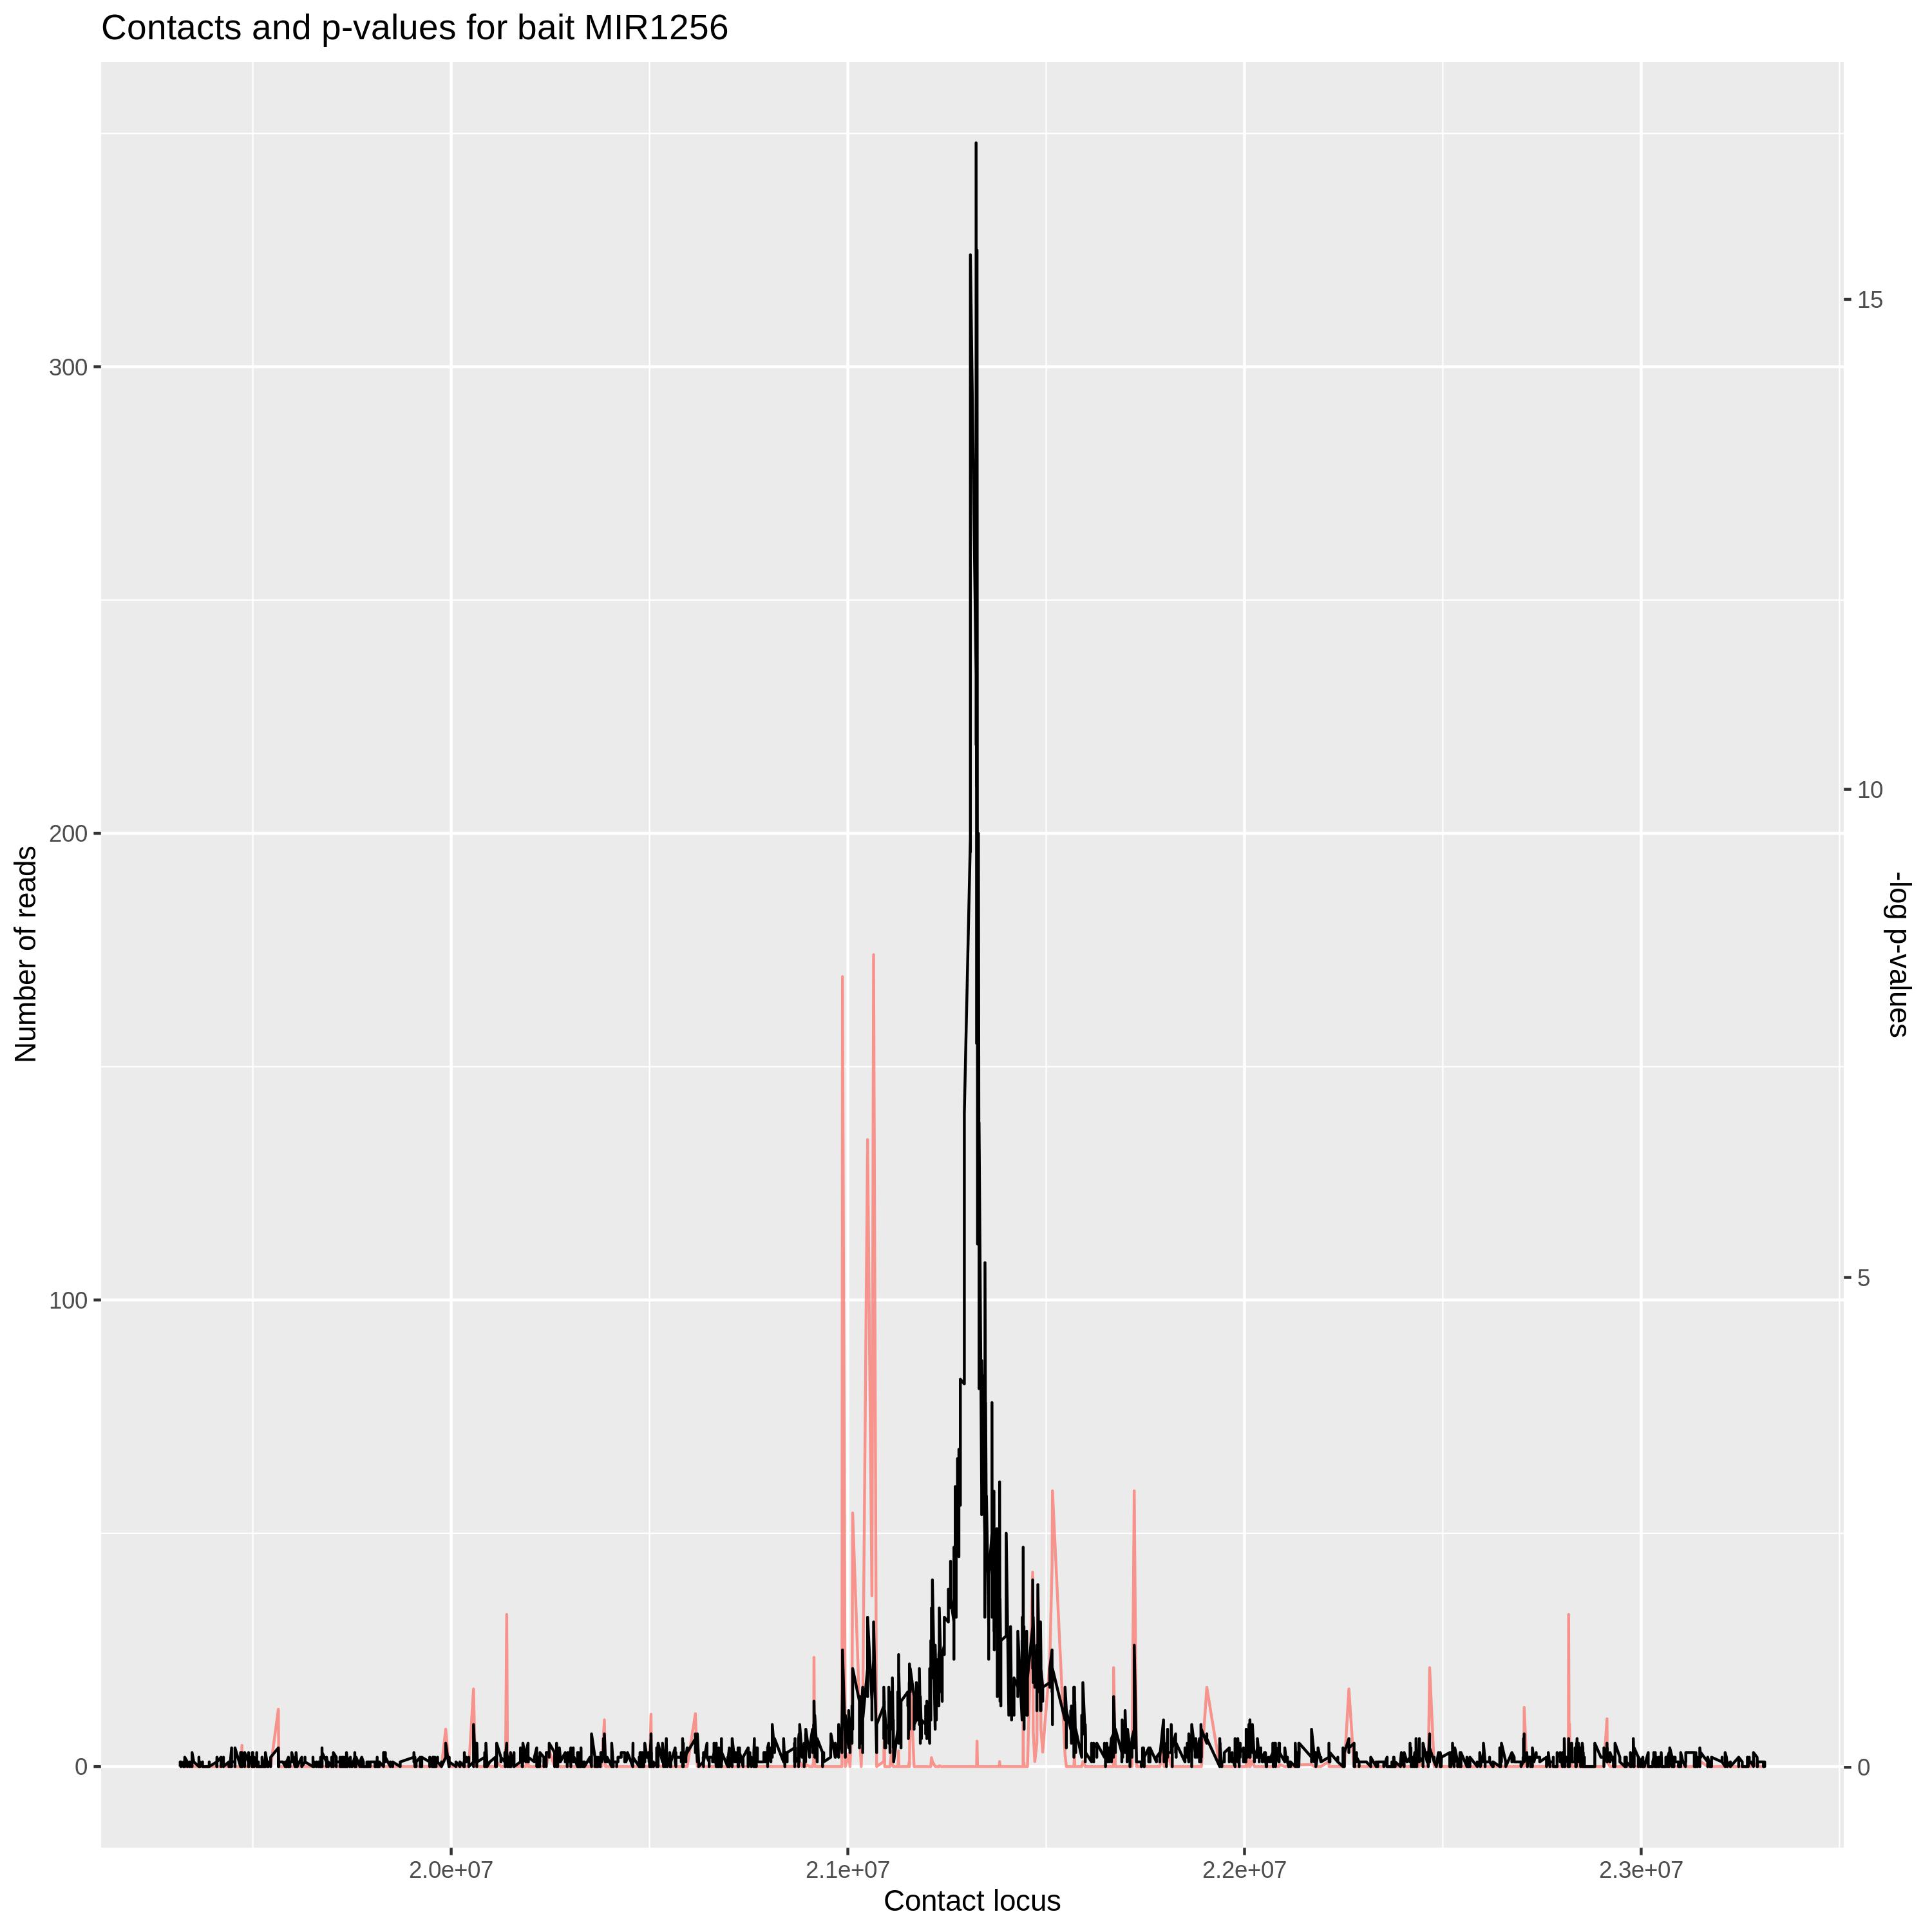 Contacts and p-values for bait MIR1256
300
200
100
0
Number of reads
15
10
5
0
-log p-values
2.0e+07
2.1e+07
2.2e+07
2.3e+07
Contact locus